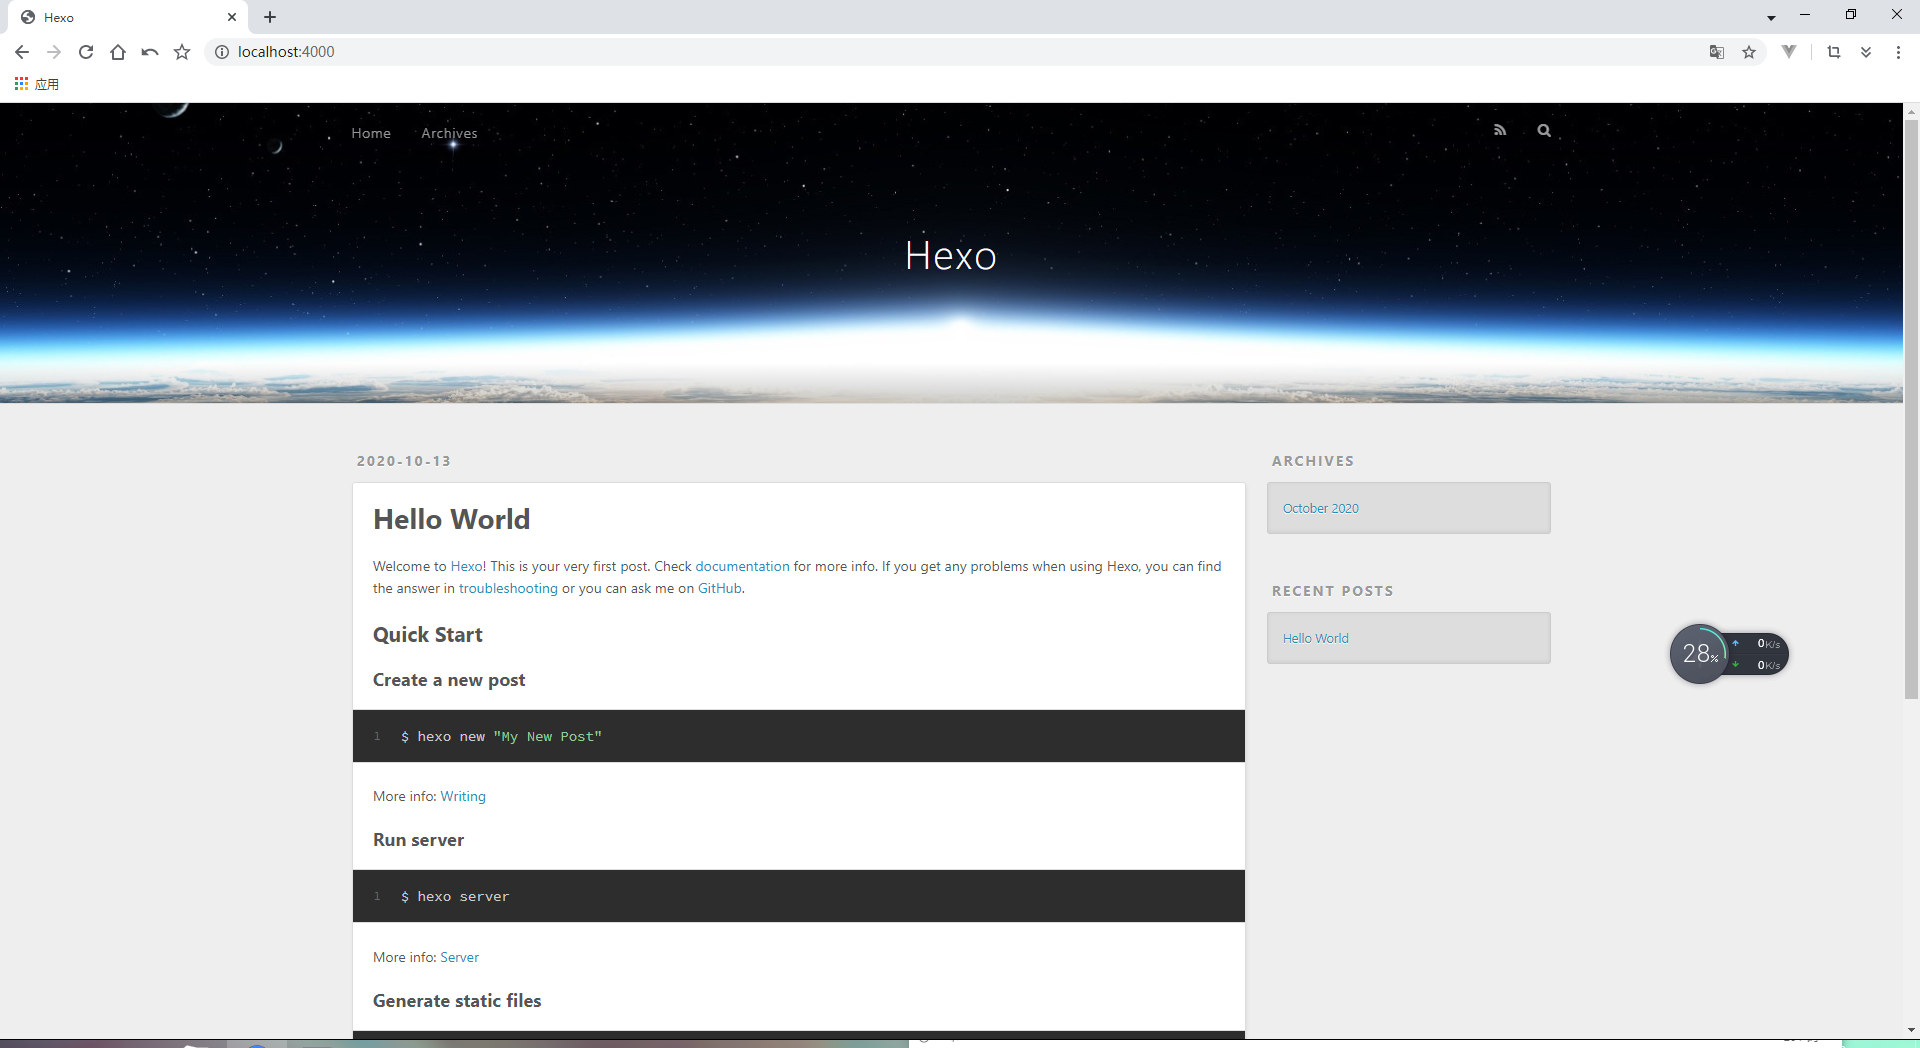 Hexo
localhost:4000
应用
Home Archives
Hexo
2020-10-13
Hello World
Welcome to Hexo! This is your very first post. Check documentation for more info. If you get any problems when using Hexo, you can find
the answer in troubleshooting or you can ask me on GitHub.
Quick Start
Create a new post
1 $ hexo new "My New Post"
More info: Writing
Run server
1 $ hexo server
More info: Server
Generate static files
ARCHIVES
October 2020
RECENT POSTS
Hello World
28%
0K/s
0K/s